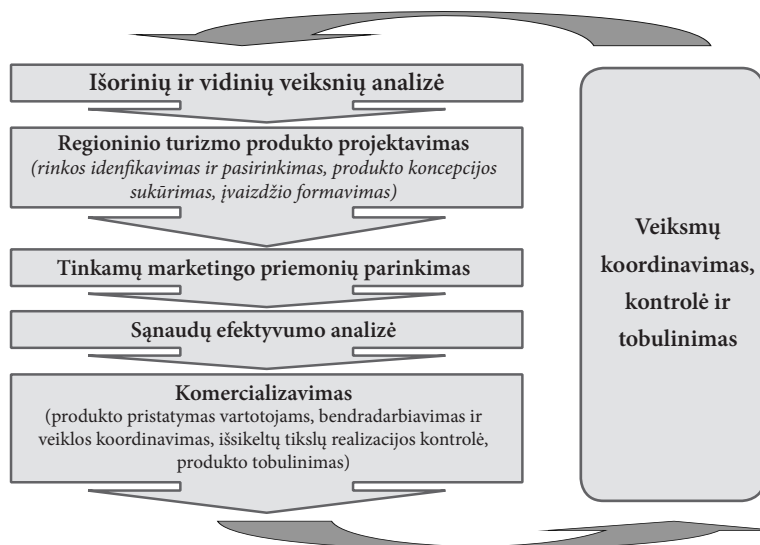 Išorinių ir vidinių veiksnių analizė
Regioninio turizmo produkto projektavimas
(rinkos idenfikavimas ir pasirinkimas, produkto koncepcijos
sukūrimas, įvaizdžio formavimas)
Tinkamų marketingo priemonių parinkimas
Sąnaudų efektyvumo analizė
Komercializavimas
(produkto pristatymas vartotojams, bendradarbiavimas ir
veiklos koordinavimas, išsikeltų tikslų realizacijos kontrolė,
produkto tobulinimas)
Veiksmų
koordinavimas,
kontrolė ir
tobulinimas